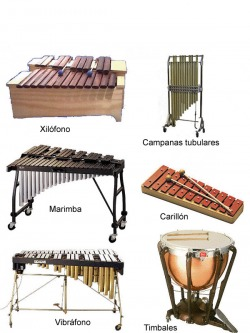 Xilófono
Campanas tubulares
Marimba
Carillón
Vibráfono
Timbales